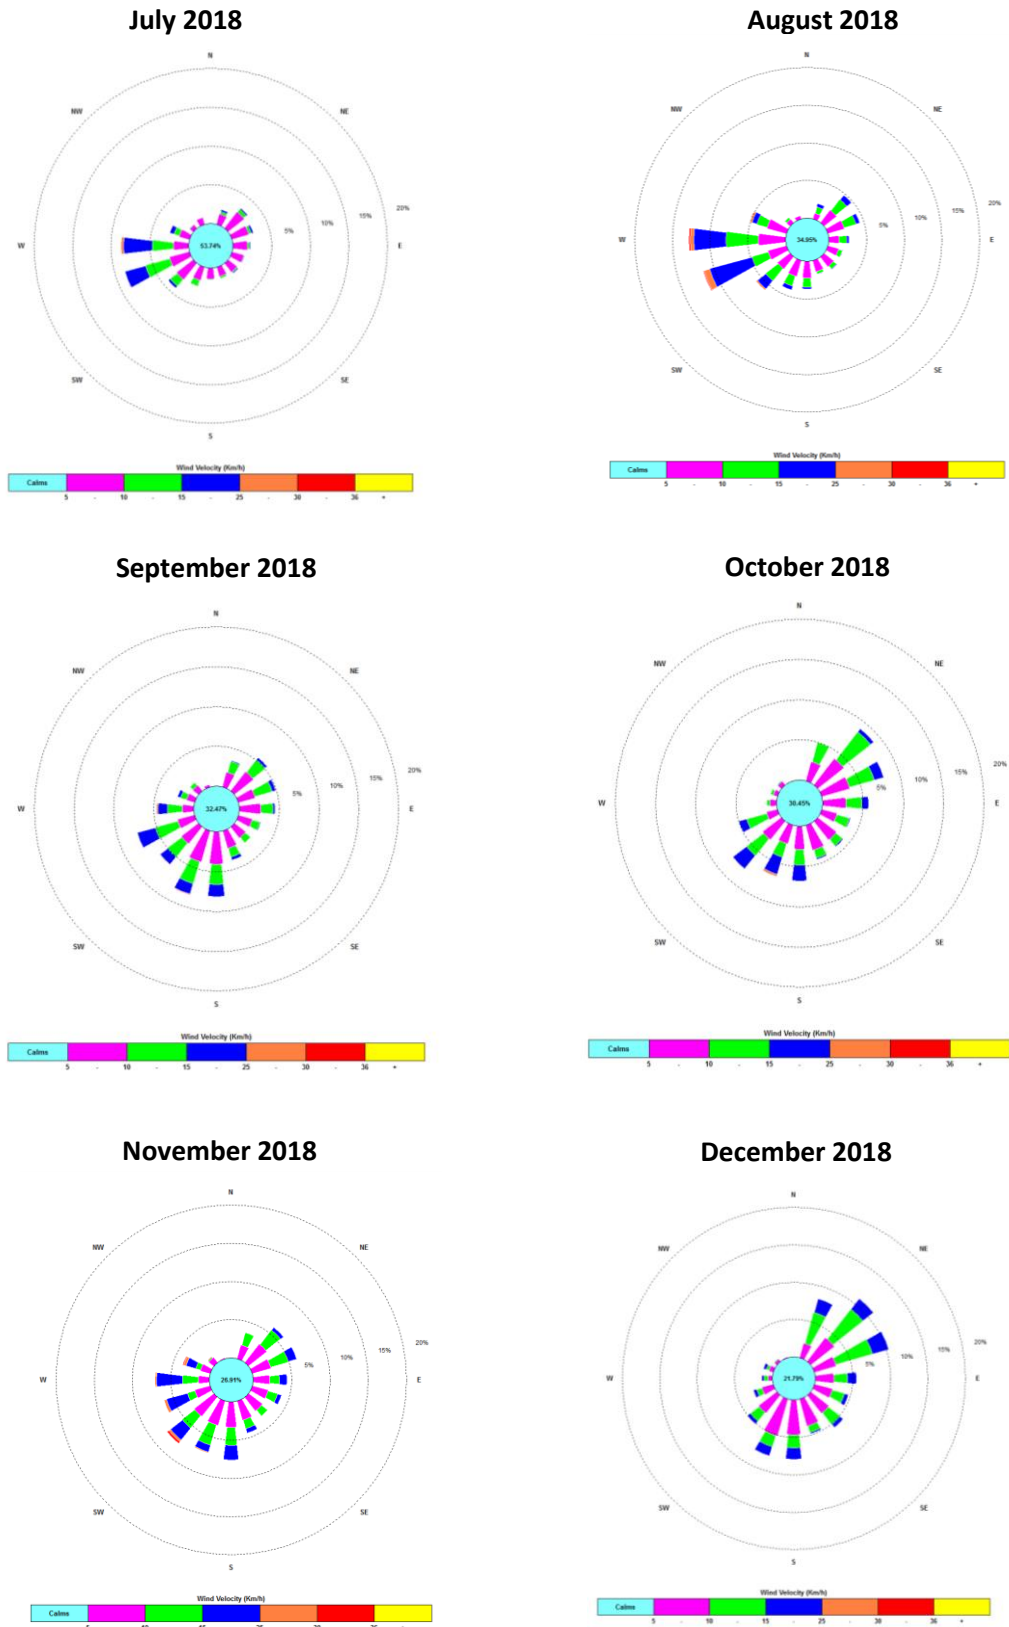 July 2018
August 2018
N
NW
NE
20%
15%
10%
5%
W
53.74%
E
SW
SE
S
Wind Velocity (Km/h)
Calms
5 - 10 - 15 - 25 - 30 - 36 +
N
NW
NE
20%
15%
10%
5%
W
34.95%
E
SW
SE
S
Wind Velocity (Km/h)
Calms
5 - 10 - 15 - 25 - 30 - 36 +
September 2018
October 2018
N
NW
NE
20%
15%
10%
5%
W
32.47%
E
SW
SE
S
Wind Velocity (Km/h)
Calms
5 - 10 - 15 - 25 - 30 - 36 +
N
NW
NE
20%
15%
10%
5%
W
E
SW
SE
S
Wind Velocity (Km/h)
Calms
5 - 10 - 15 - 25 - 30 - 36 +
November 2018
December 2018
N
NW
NE
20%
15%
10%
5%
W
26.91%
E
SW
SE
S
Wind Velocity (Km/h)
Calms
N
NW
NE
20%
15%
10%
5%
W
21.79%
E
SW
SE
S
Wind Velocity (Km/h)
Calms
5 - 10 - 15 - 25 - 30 - 36 +